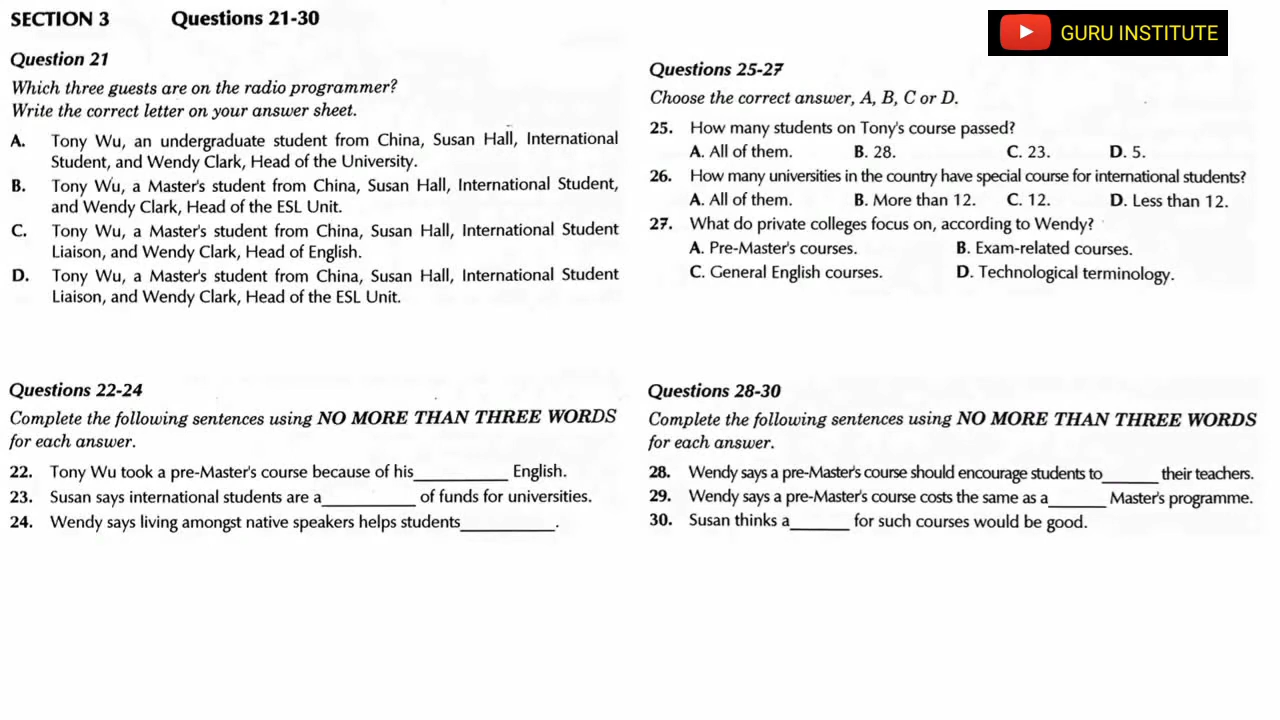 SECTION 3 Questions 21-30
Question 21
Which three guests are on the radio programmer?
Write the correct letter on your answer sheet.
A. Tony Wu, an undergraduate student from China, Susan Hall, International
Student, and Wendy Clark, Head of the University.
B. Tony Wu, a Master's student from China, Susan Hall, International Student,
and Wendy Clark, Head of the ESL Unit.
C. Tony Wu, a Master's student from China, Susan Hall, International Student
Liaison, and Wendy Clark, Head of English.
D. Tony Wu, a Master's student from China, Susan Hall, International Student
Liaison, and Wendy Clark, Head of the ESL Unit.
Questions 22-24
Complete the following sentences using NO MORE THAN THREE WORDS
for each answer.
22. Tony Wu took a pre-Master's course because of his__________ English.
23. Susan says international students are a__________ of funds for universities.
24. Wendy says living amongst native speakers helps students__________.
GURU INSTITUTE
Questions 25-27
Choose the correct answer, A, B, C or D.
25. How many students on Tony's course passed?
A. All of them. B. 28. C. 23. D. 5.
26. How many universities in the country have special course for international students?
A. All of them. B. More than 12. C. 12. D. Less than 12.
27. What do private colleges focus on, according to Wendy?
A. Pre-Master's courses. B. Exam-related courses.
C. General English courses. D. Technological terminology.
Questions 28-30
Complete the following sentences using NO MORE THAN THREE WORDS
for each answer.
28. Wendy says a pre-Master's course should encourage students to______ their teachers.
29. Wendy says a pre-Master's course costs the same as a______ Master's programme.
30. Susan thinks a______ for such courses would be good.